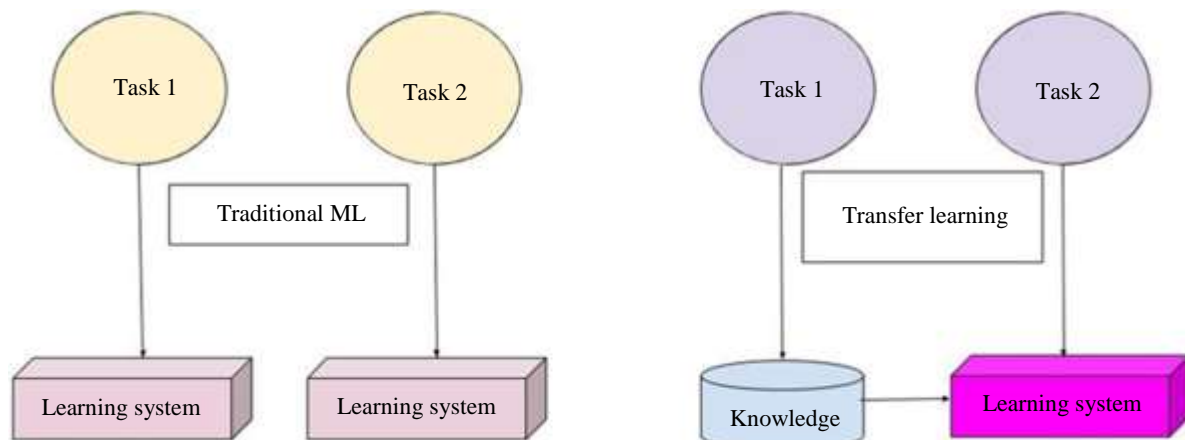 Task 1
Task 2
Traditional ML
Learning system
Learning system
Task 1
Task 2
Transfer learning
Knowledge
Learning system